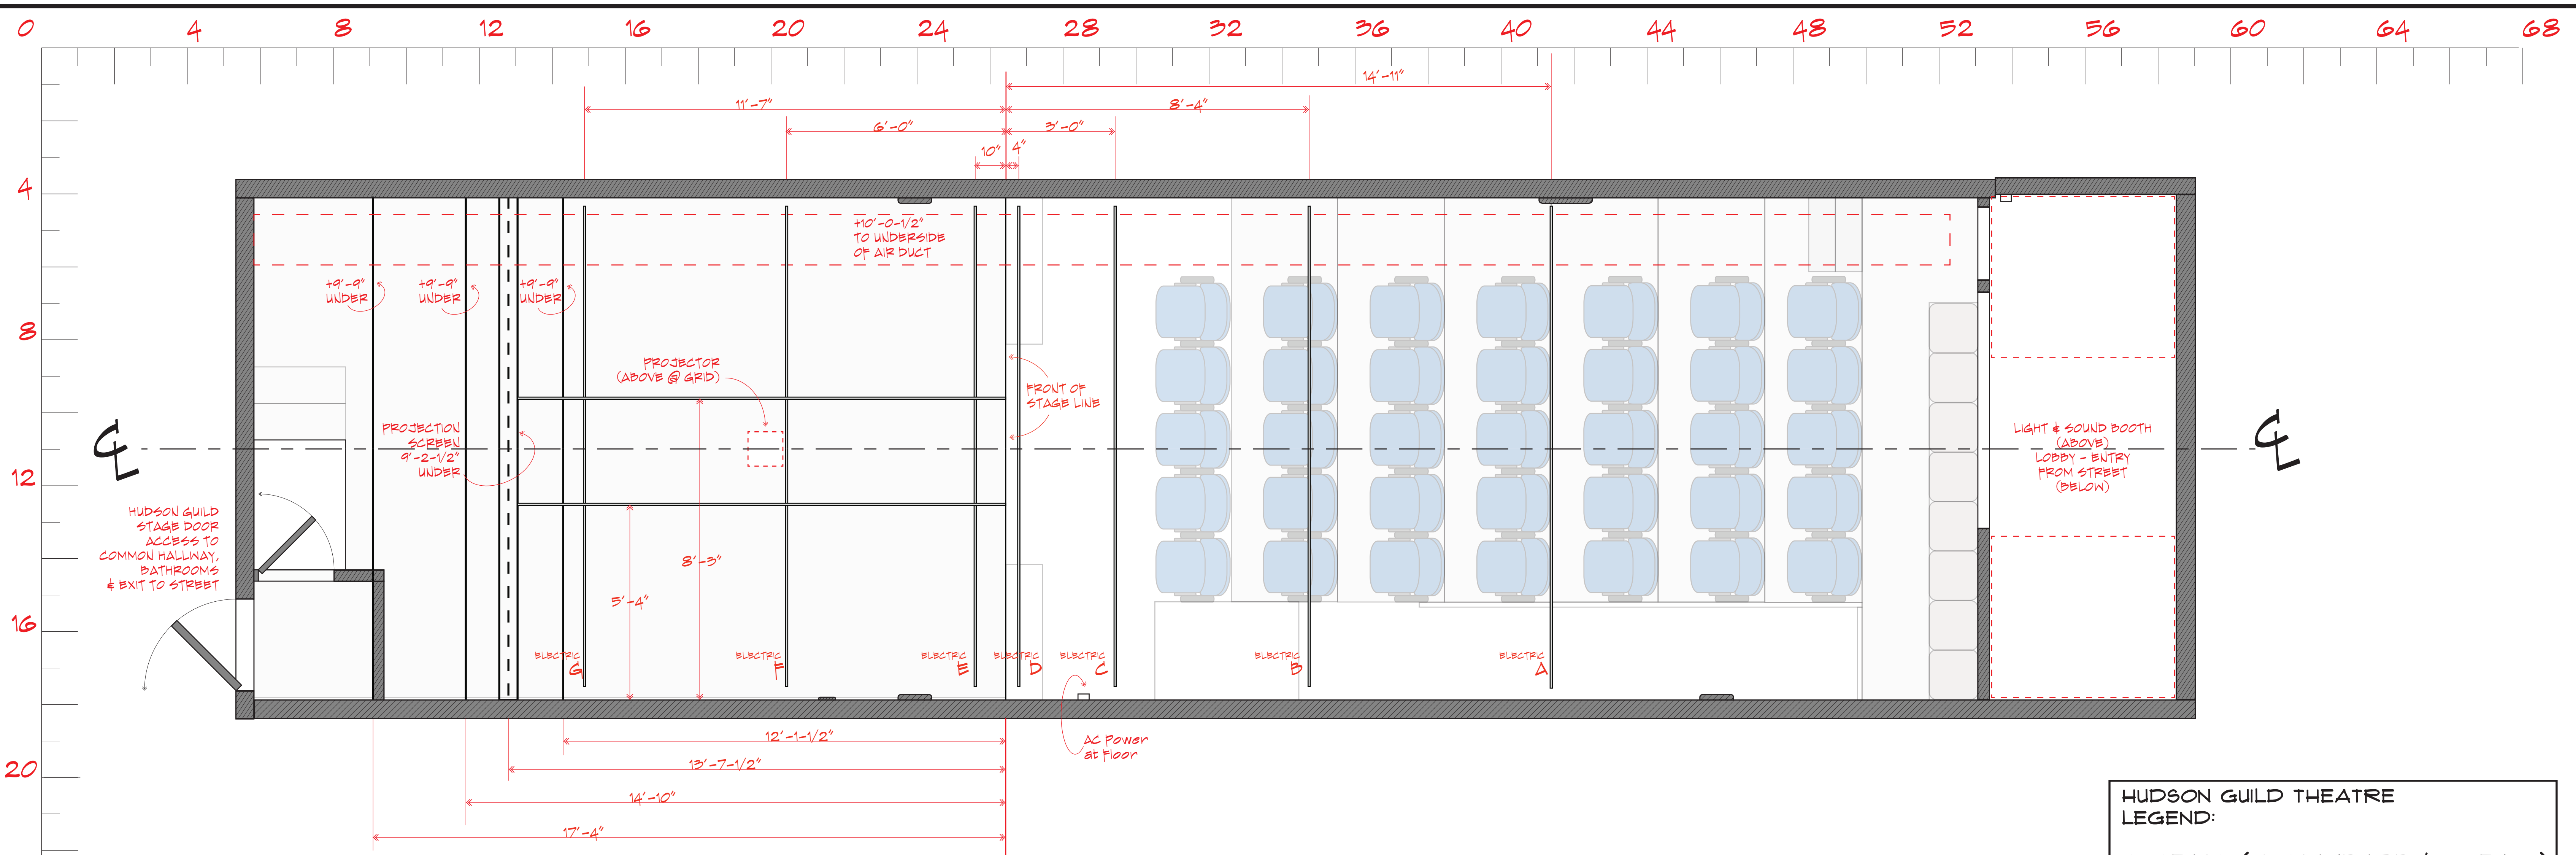 0 4 8 12 16 20 24 28 32 36 40 44 48 52 56 60 64 68
14'-11"
11'-7"
8'-4"
6'-0"
3'-0"
10"
4"
4
8
12
16
20
+10'-0-1/2"
TO UNDERSIDE
OF AIR DUCT
+9'-9"
UNDER
+9'-9"
UNDER
+9'-9"
UNDER
PROJECTOR
(ABOVE @ GRID)
FRONT OF
STAGE LINE
PROJECTION
SCREEN
9'-2-1/2"
UNDER
LIGHT & SOUND BOOTH
(ABOVE)
LOBBY - ENTRY
FROM STREET
(BELOW)
HUDSON GUILD
STAGE DOOR
ACCESS TO
COMMON HALLWAY,
BATHROOMS
& EXIT TO STREET
8'-3"
5'-4"
ELECTRIC
G
ELECTRIC
F
ELECTRIC
E
ELECTRIC
D
ELECTRIC
C
ELECTRIC
B
ELECTRIC
A
AC Power
at Floor
12'-1-1/2"
13'-7-1/2"
14'-10"
17'-4"
HUDSON GUILD THEATRE
LEGEND: